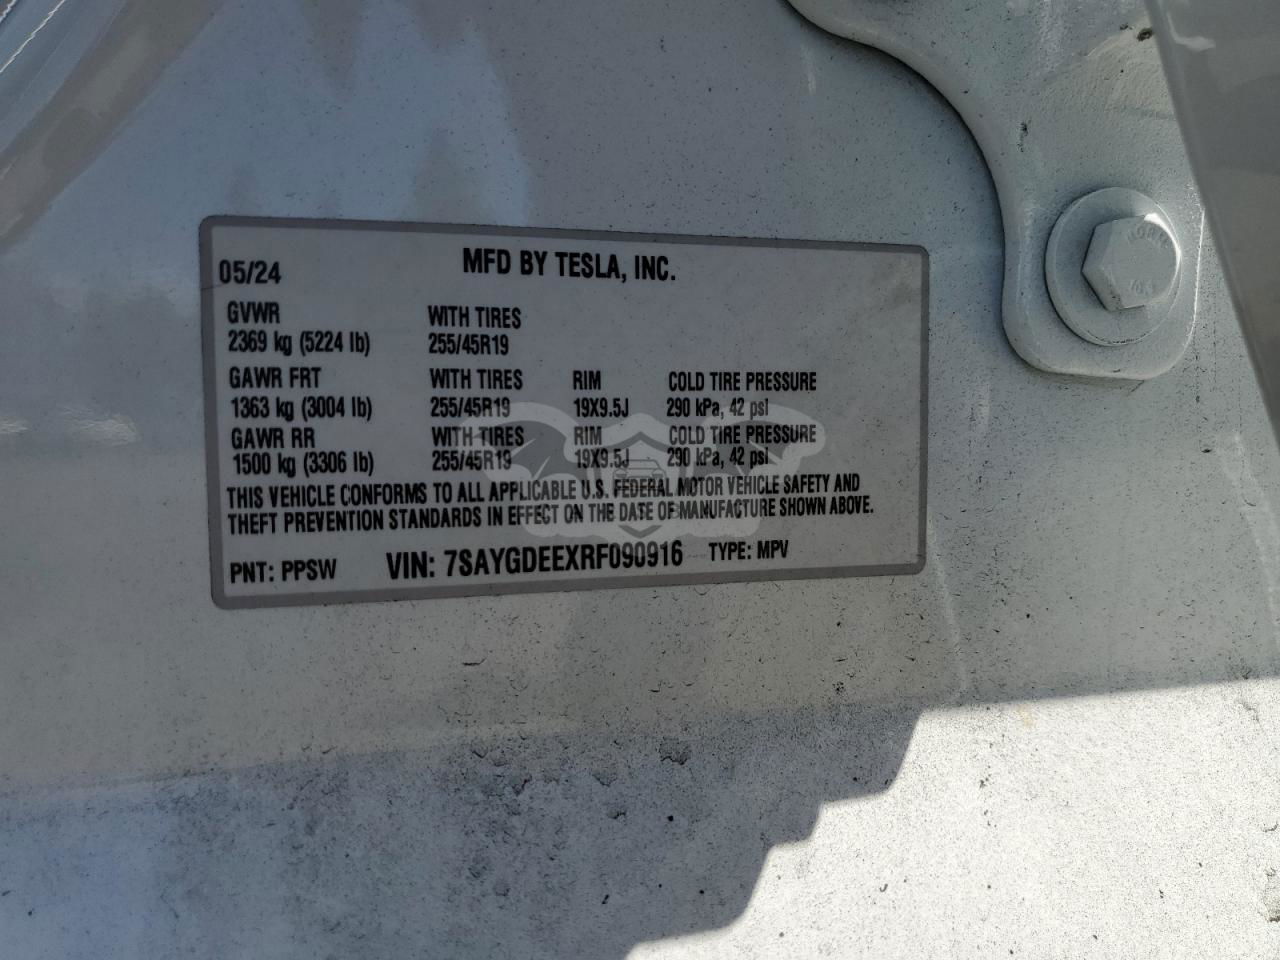 05/24 MFD BY TESLA, INC.
GVWR WITH TIRES
2369 kg (5224 lb) 255/45R19
GAWR FRT WITH TIRES RIM COLD TIRE PRESSURE
1363 kg (3004 lb) 255/45R19 19X9.5J 290 kPa, 42 psi
GAWR RR WITH TIRES RIM COLD TIRE PRESSURE
1500 kg (3306 lb) 255/45R19 19X9.5J 290 kPa, 42 psi
THIS VEHICLE CONFORMS TO ALL APPLICABLE U.S. FEDERAL MOTOR VEHICLE SAFETY AND
THEFT PREVENTION STANDARDS IN EFFECT ON THE DATE OF MANUFACTURE SHOWN ABOVE.
PNT: PPSW VIN: 7SAYGDEEXRF090916 TYPE: MPV